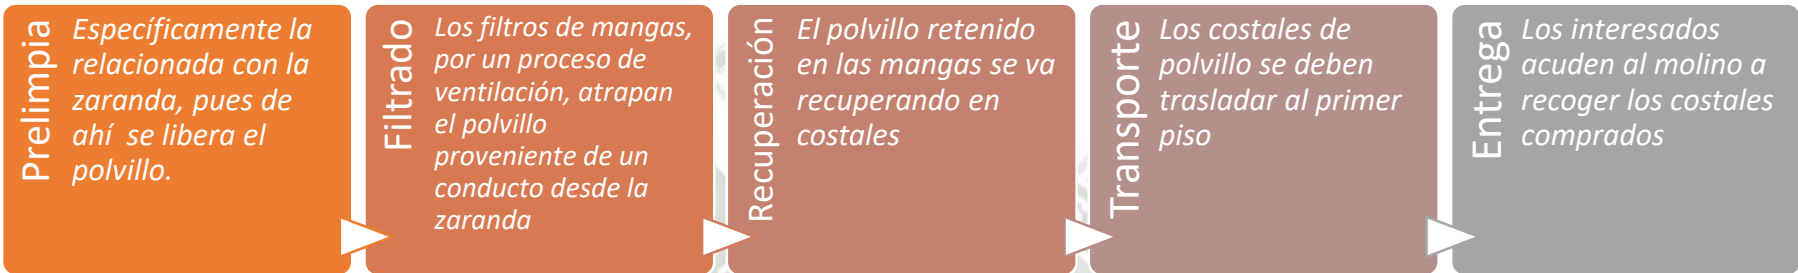 Prelimpia
Específicamente la
relacionada con la
zaranda, pues de
ahí se libera el
polvillo.
Filtrado
Los filtros de mangas,
por un proceso de
ventilación, atrapan
el polvillo
proveniente de un
conducto desde la
zaranda
Recuperación
El polvillo retenido
en las mangas se va
recuperando en
costales
Transporte
Los costales de
polvillo se deben
trasladar al primer
piso
Entrega
Los interesados
acuden al molino a
recoger los costales
comprados